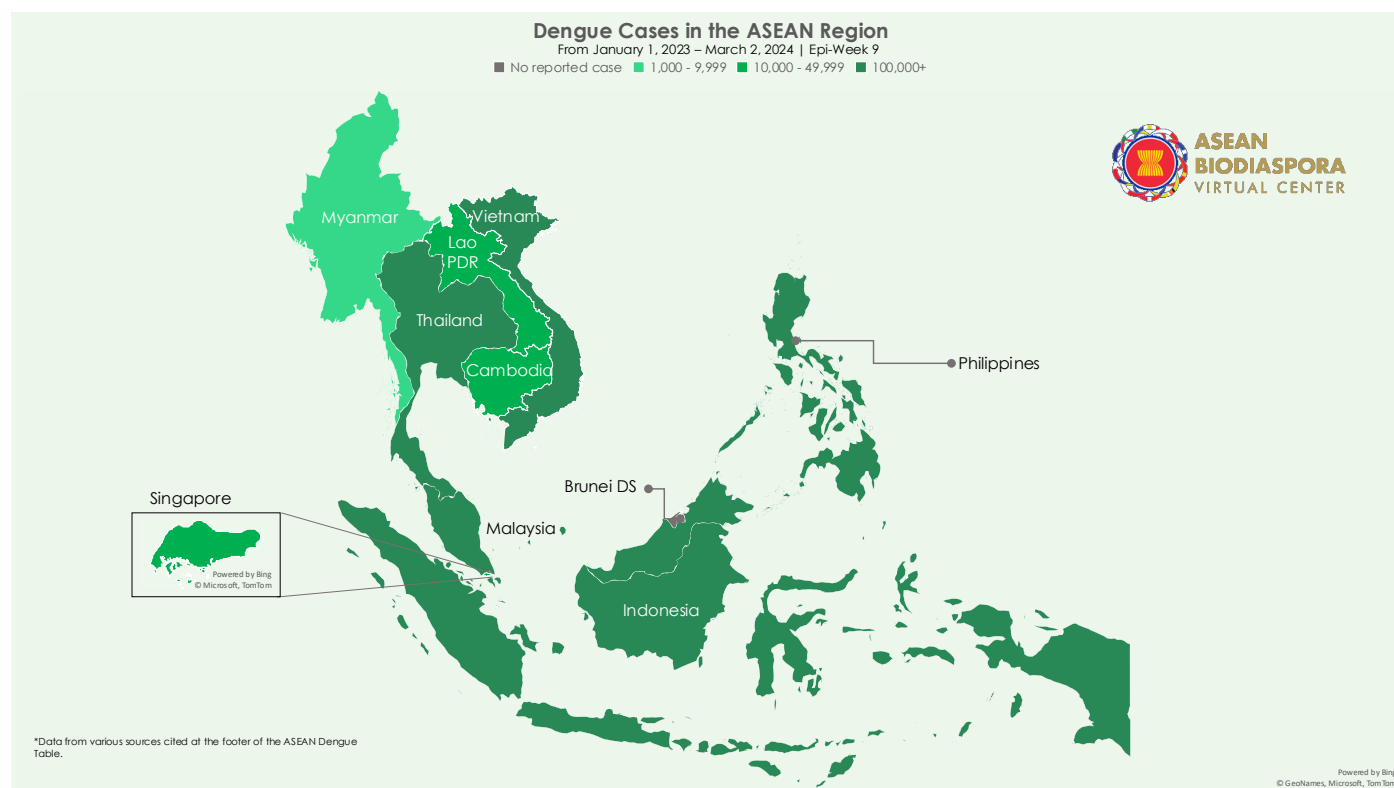 Dengue Cases in the ASEAN Region
From January 1, 2023 – March 2, 2024 | Epi-Week 9
No reported case 1,000 - 9,999 10,000 - 49,999 100,000+
ASEAN
BIODIASPORA
VIRTUAL CENTER
Myanmar
Vietnam
Lao
PDR
Thailand
Cambodia
Philippines
Brunei DS
Singapore
Malaysia
Powered by Bing
© Microsoft, TomTom
Indonesia
*Data from various sources cited at the footer of the ASEAN Dengue
Table.
Powered by Bing
© GeoNames, Microsoft, TomTom